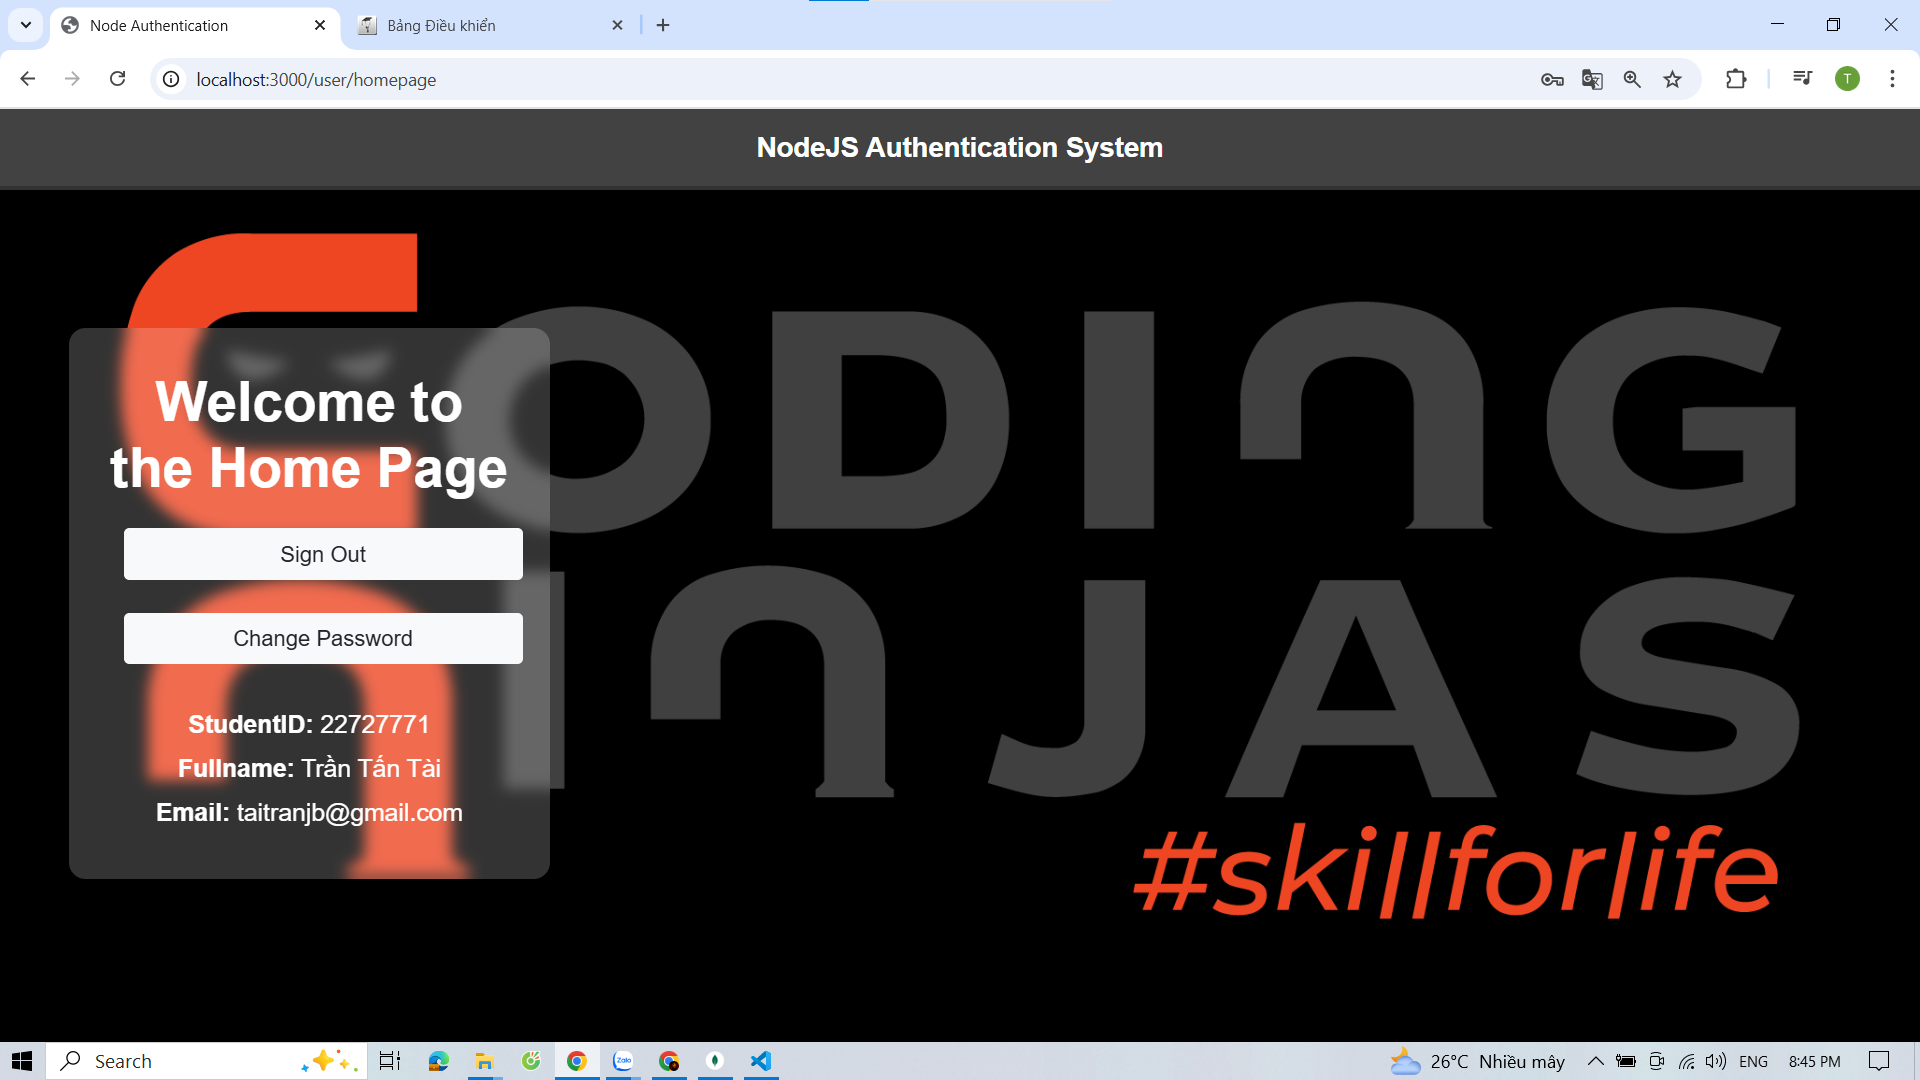 Node Authentication
Bảng Điều khiển
localhost:3000/user/homepage
T
NodeJS Authentication System
CODING
NINJAS
#skillforlife
Welcome to
the Home Page
Sign Out
Change Password
StudentID: 22727771
Fullname: Trần Tấn Tài
Email: taitranjb@gmail.com
Search
Zalo
26°C Nhiều mây
ENG
8:45 PM